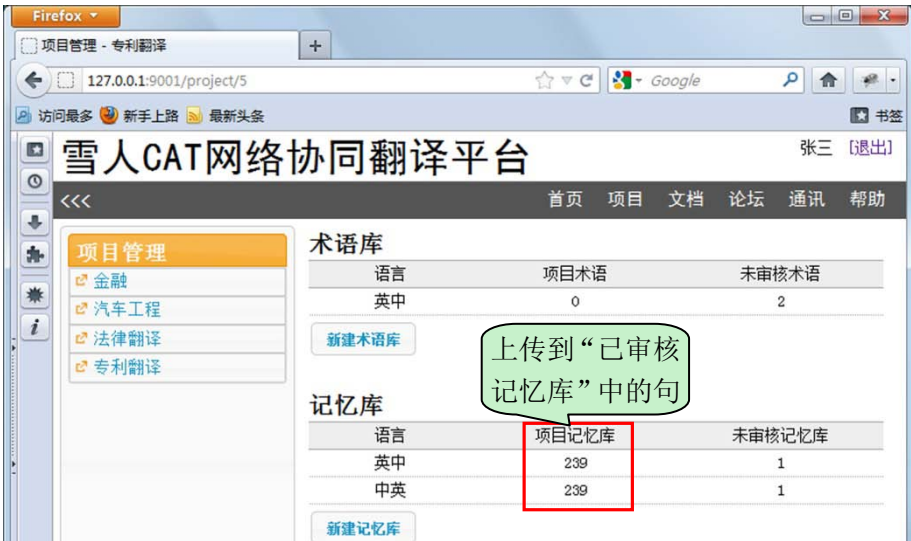 Firefox
项目管理 - 专利翻译
127.0.0.1:9001/project/5
Google
访问最多 新手上路 最新头条 书签
雪人CAT网络协同翻译平台
张三 [退出]
<<< 首页 项目 文档 论坛 通讯 帮助
项目管理
金融
汽车工程
法律翻译
专利翻译
术语库
语言 项目术语 未审核术语
英中 0 2
新建术语库
上传到“已审核
记忆库”中的句
记忆库
语言 项目记忆库 未审核记忆库
英中 239 1
中英 239 1
新建记忆库